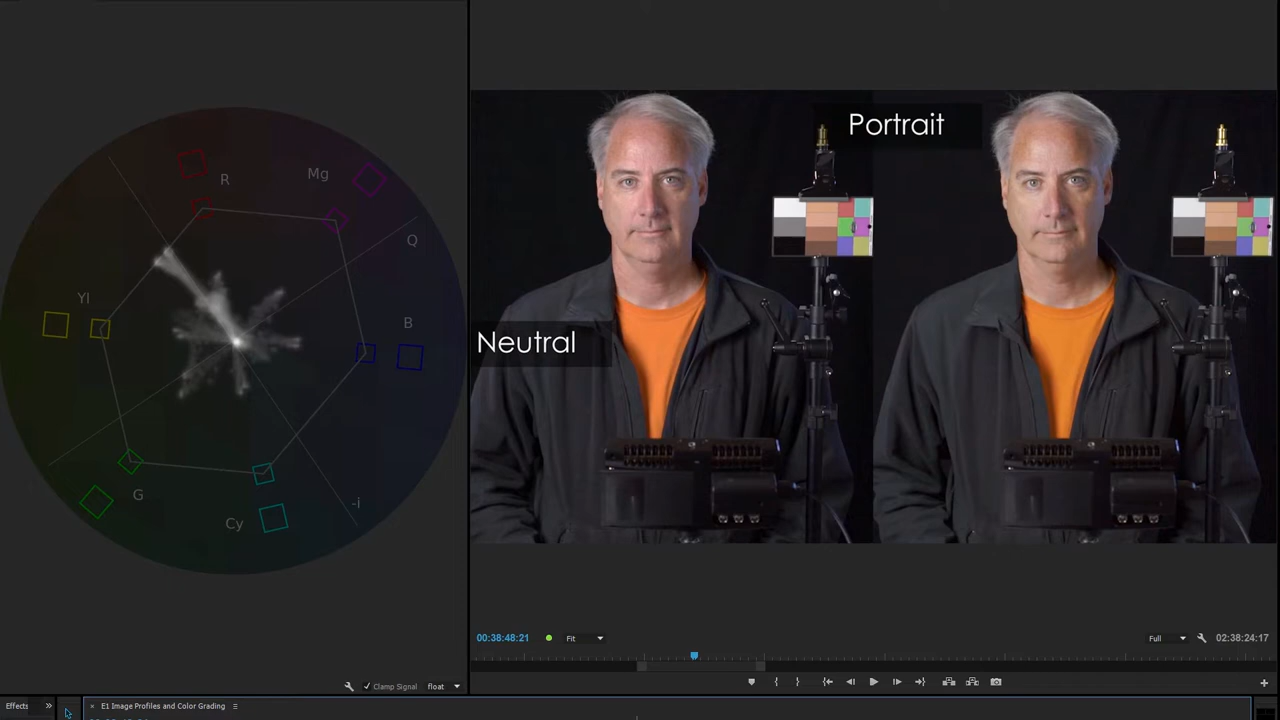 R
Mg
Q
B
-i
Cy
G
Yl
Portrait
Neutral
00:38:48:21
Fit
Full
02:38:24:17
Clamp Signal
float
Effects
E1 Image Profiles and Color Grading